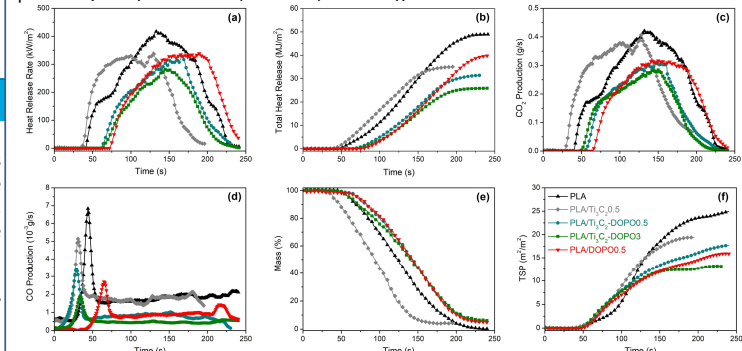 (a)
Heat Release Rate (kW/m²)
500
400
300
200
100
0
0 50 100 150 200 250
Time (s)
(b)
Total Heat Release (MJ/m²)
60
50
40
30
20
10
0
0 50 100 150 200 250
Time (s)
(c)
CO₂ Production (g/s)
0.5
0.4
0.3
0.2
0.1
0.0
0 50 100 150 200 250
Time (s)
(d)
CO Production (10⁻³g/s)
8
7
6
5
4
3
2
1
0
0 50 100 150 200 250
Time (s)
(e)
Mass (%)
100
80
60
40
20
0
0 50 100 150 200 250
Time (s)
(f)
TSP (m²/m²)
30
25
20
15
10
5
0
PLA
PLA/Ti₃C₂0.5
PLA/Ti₃C₂-DOPO0.5
PLA/Ti₃C₂-DOPO3
PLA/DOPO0.5
0 50 100 150 200 250
Time (s)